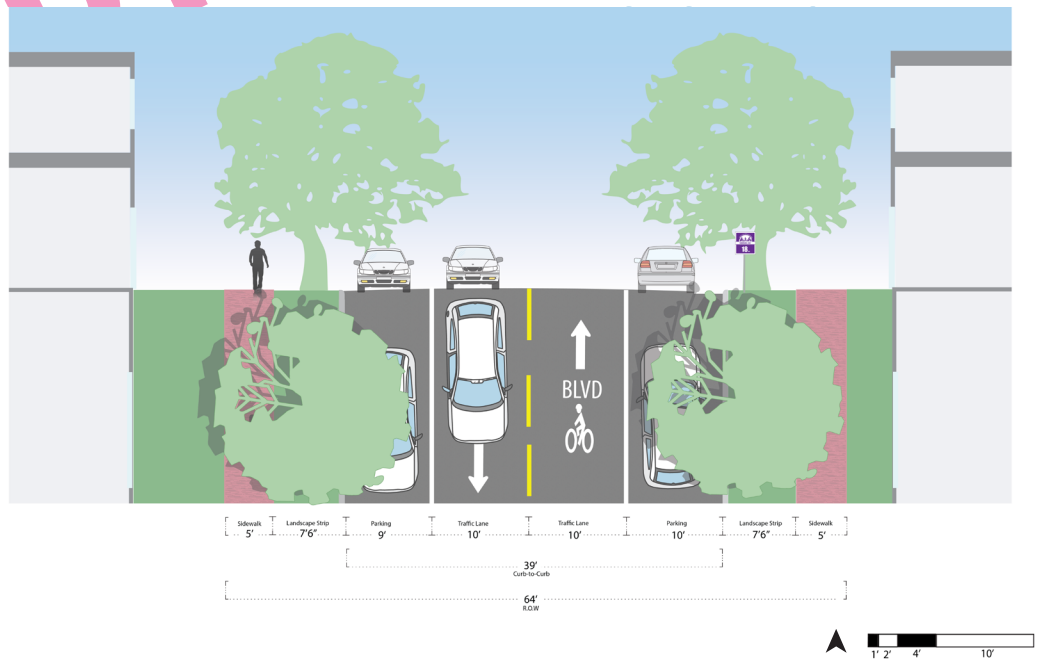 18.
BLVD
Sidewalk Landscape Strip Parking Traffic Lane Traffic Lane Parking Landscape Strip Sidewalk
5' 7'6" 9' 10' 10' 10' 7'6" 5'
39'
Curb-to-Curb
64'
R.O.W
1' 2' 4' 10'